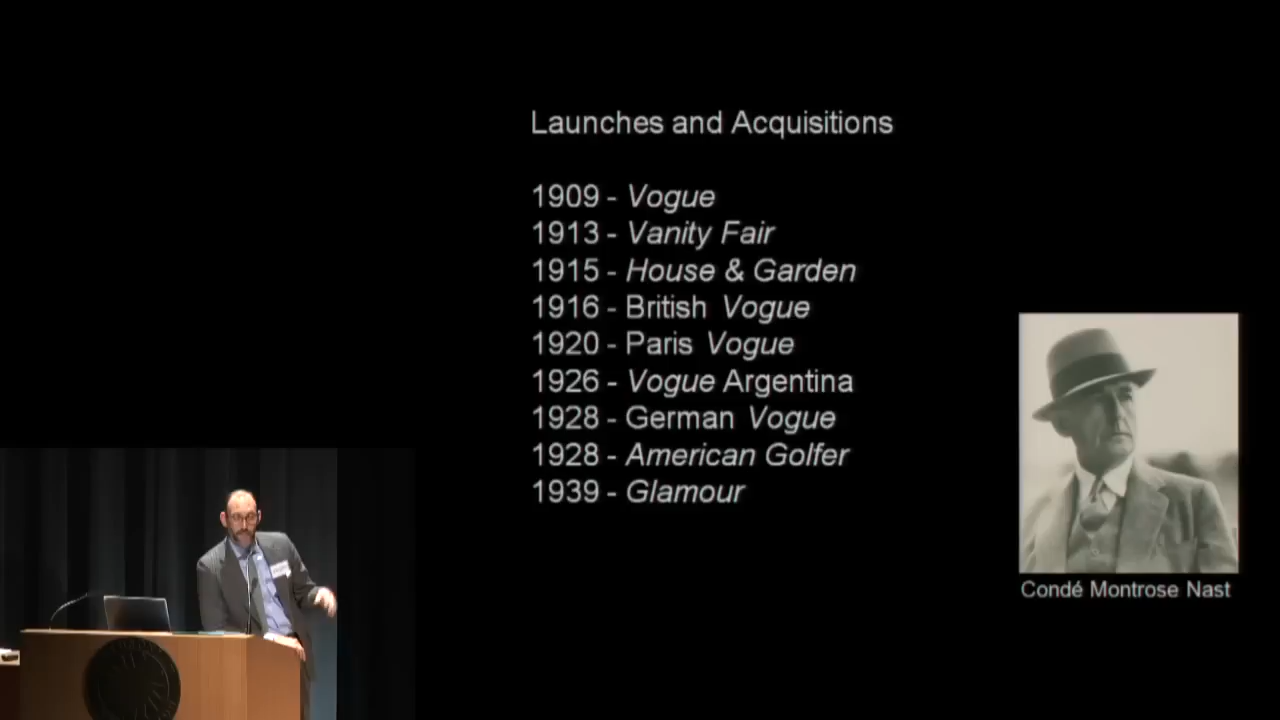 Launches and Acquisitions
1909 - Vogue
1913 - Vanity Fair
1915 - House & Garden
1916 - British Vogue
1920 - Paris Vogue
1926 - Vogue Argentina
1928 - German Vogue
1928 - American Golfer
1939 - Glamour
Condé Montrose Nast